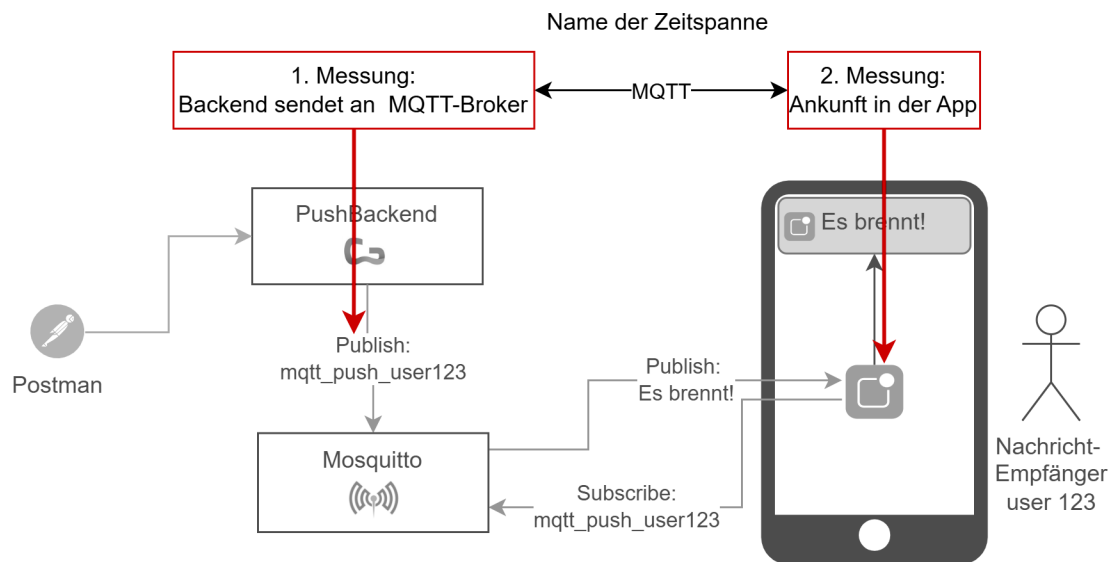 Name der Zeitspanne
1. Messung:
Backend sendet an MQTT-Broker
MQTT
2. Messung:
Ankunft in der App
PushBackend
Es brennt!
Postman
Publish:
mqtt_push_user123
Publish:
Es brennt!
Mosquitto
Subscribe:
mqtt_push_user123
Nachricht-
Empfänger
user 123